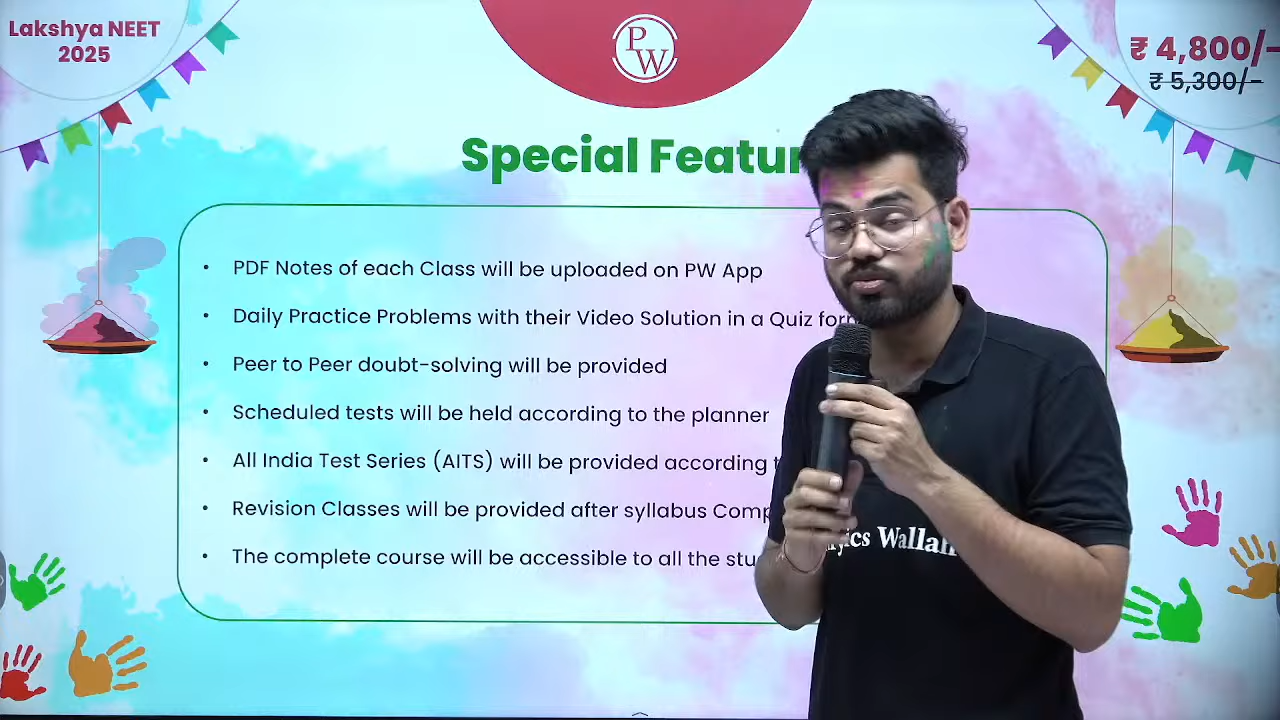 Lakshya NEET
2025
PW
₹ 4,800/-
₹ 5,300/-
Special Featur
• PDF Notes of each Class will be uploaded on PW App
• Daily Practice Problems with their Video Solution in a Quiz for
• Peer to Peer doubt-solving will be provided
• Scheduled tests will be held according to the planner
• All India Test Series (AITS) will be provided according t
• Revision Classes will be provided after syllabus Comp
• The complete course will be accessible to all the stu
Wallah